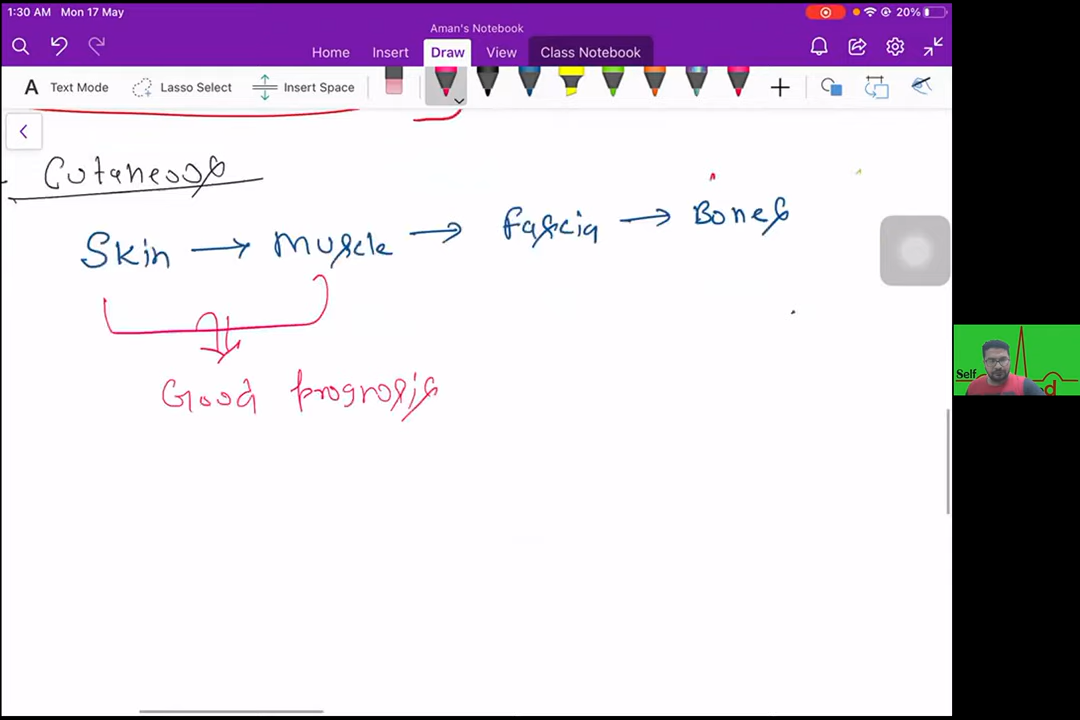 1:30 AM Mon 17 May 20%
Aman's Notebook
Home Insert Draw View Class Notebook
A Text Mode Lasso Select Insert Space
Cutaneous
Skin → Muscle → Fascia → Bones
Good prognosis
Self